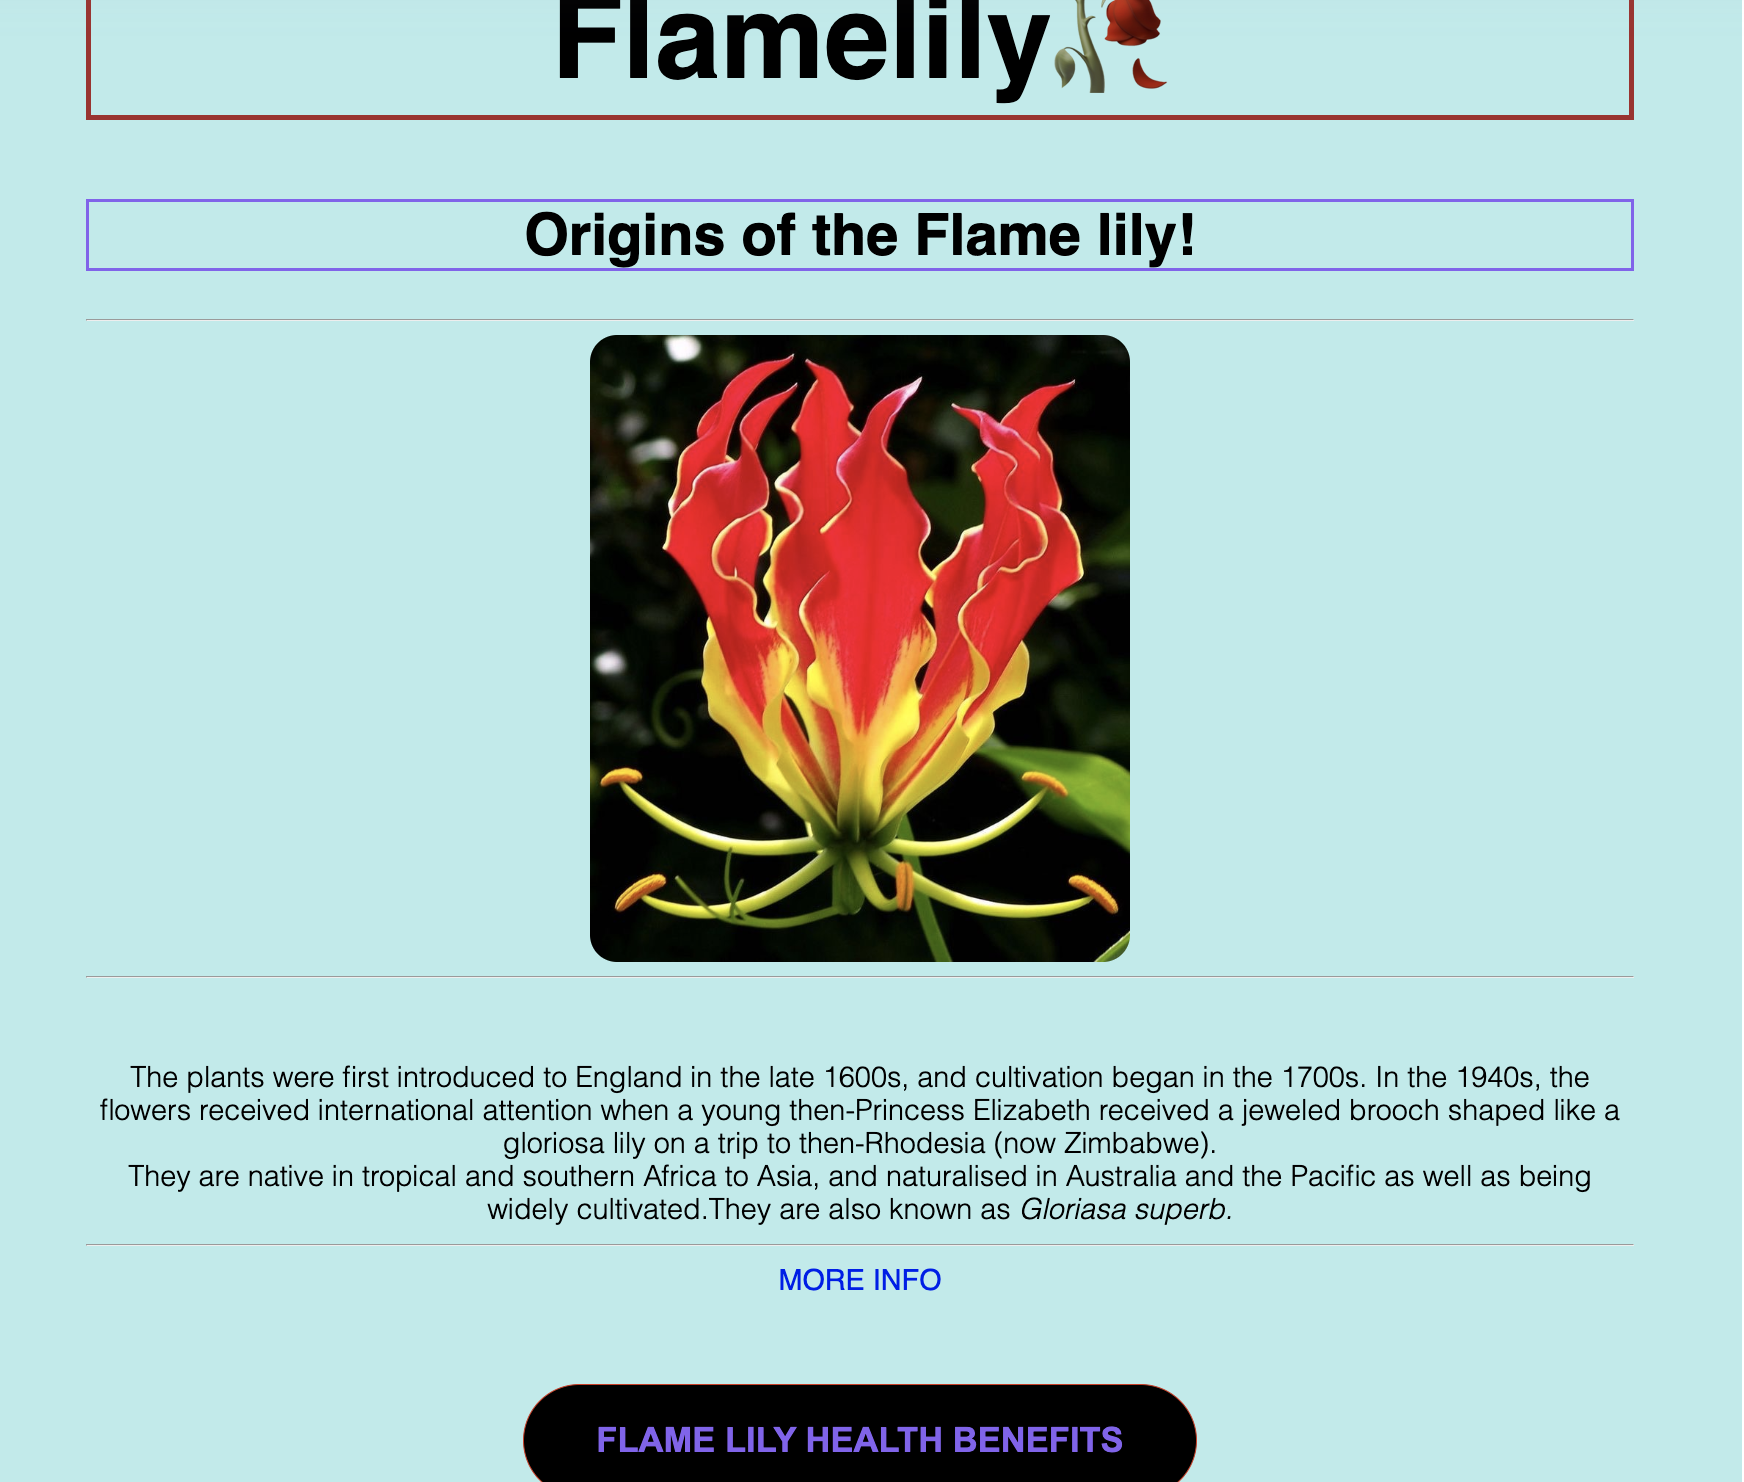 Flamelily🥀
Origins of the Flame lily!
The plants were first introduced to England in the late 1600s, and cultivation began in the 1700s. In the 1940s, the
flowers received international attention when a young then-Princess Elizabeth received a jeweled brooch shaped like a
gloriosa lily on a trip to then-Rhodesia (now Zimbabwe).
They are native in tropical and southern Africa to Asia, and naturalised in Australia and the Pacific as well as being
widely cultivated.They are also known as Gloriasa superb.
MORE INFO
FLAME LILY HEALTH BENEFITS